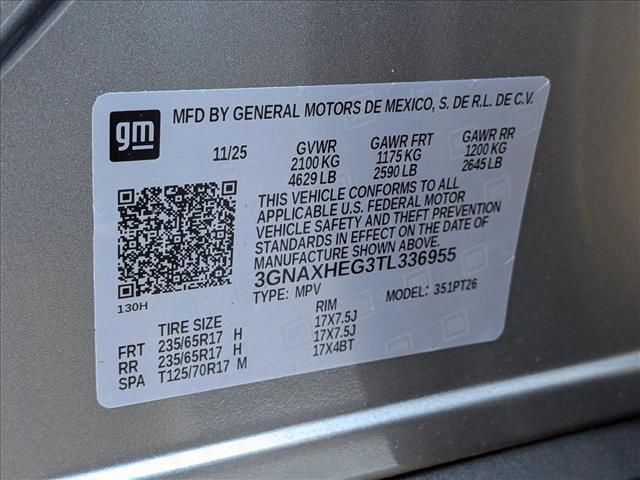 gm
MFD BY GENERAL MOTORS DE MEXICO, S. DE R.L. DE C.V.
11/25 GVWR GAWR FRT GAWR RR
2100 KG 1175 KG 1200 KG
4629 LB 2590 LB 2645 LB
THIS VEHICLE CONFORMS TO ALL
APPLICABLE U.S. FEDERAL MOTOR
VEHICLE SAFETY AND THEFT PREVENTION
STANDARDS IN EFFECT ON THE DATE OF
MANUFACTURE SHOWN ABOVE.
3GNAXHEG3TL336955
TYPE: MPV MODEL: 351PT26
130H
TIRE SIZE RIM
FRT 235/65R17 H 17X7.5J
RR 235/65R17 H 17X7.5J
SPA T125/70R17 M 17X4BT